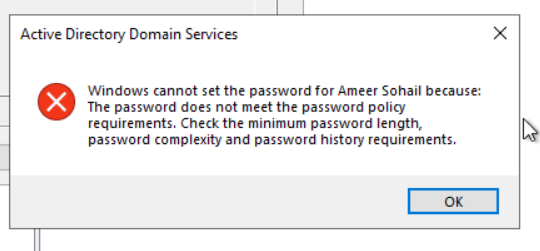 Active Directory Domain Services
Windows cannot set the password for Ameer Sohail because:
The password does not meet the password policy
requirements. Check the minimum password length,
password complexity and password history requirements.
OK